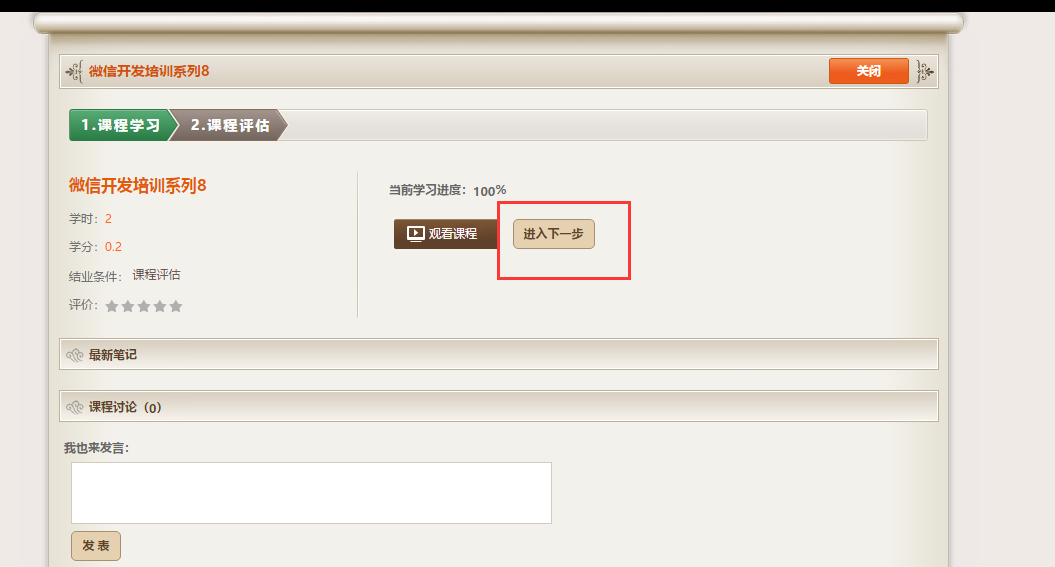 微信开发培训系列8
关闭
1.课程学习
2.课程评估
微信开发培训系列8
学时：2
学分：0.2
结业条件： 课程评估
评价：
当前学习进度：100%
观看课程
进入下一步
最新笔记
课程讨论（0）
我也来发言：
发 表